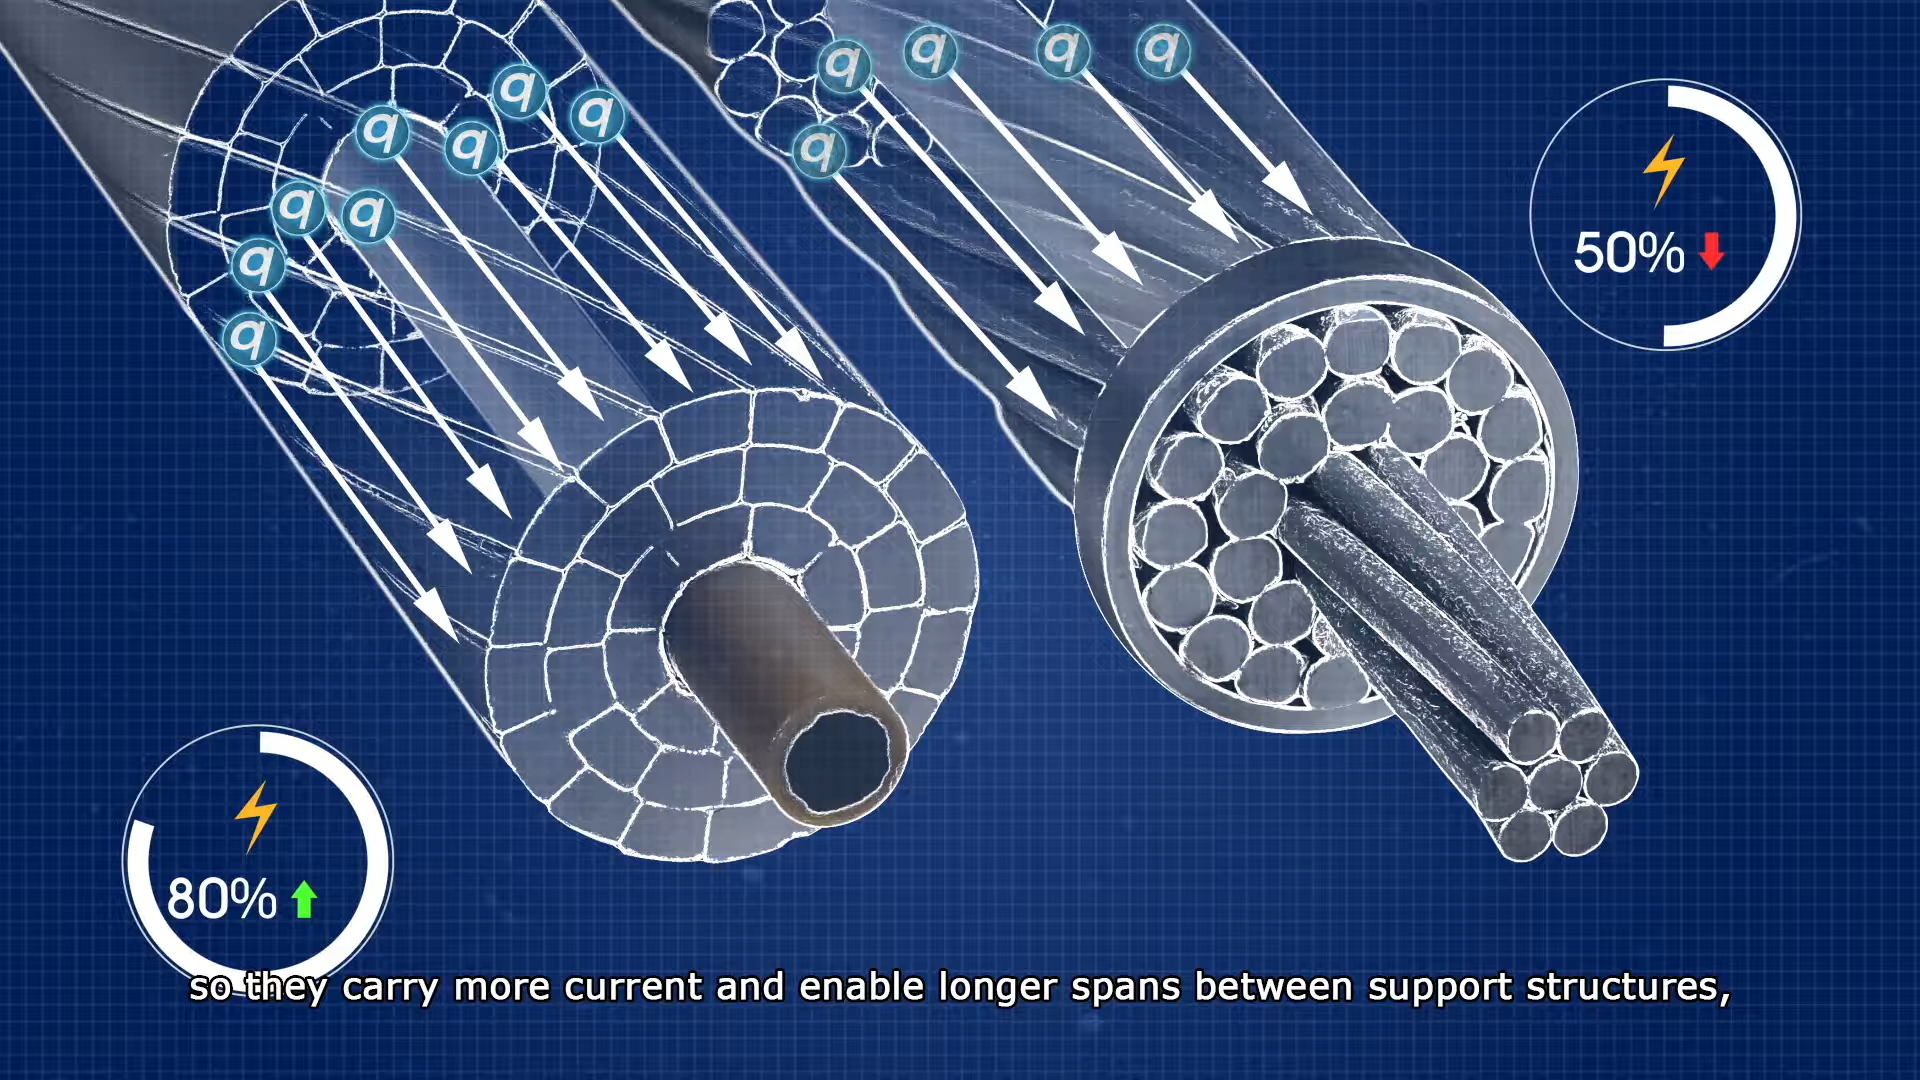 q q q q
q q
q
q q
q q
q
q
q
50%
80%
so they carry more current and enable longer spans between support structures,